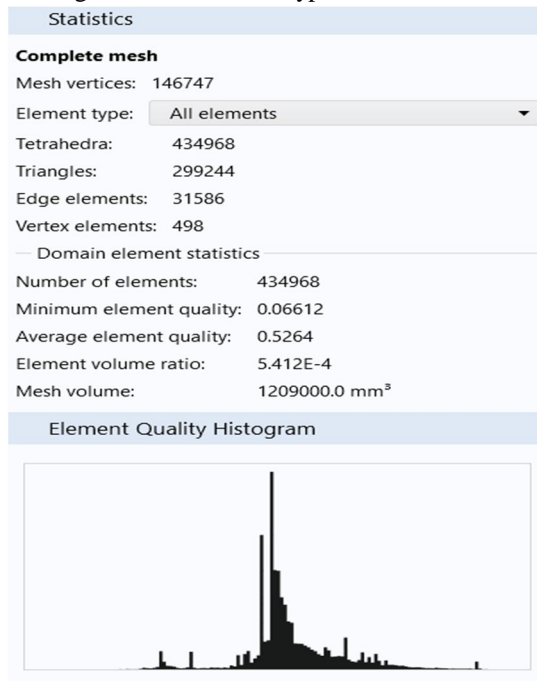 Statistics
Complete mesh
Mesh vertices: 146747
Element type: All elements
Tetrahedra: 434968
Triangles: 299244
Edge elements: 31586
Vertex elements: 498
Domain element statistics
Number of elements: 434968
Minimum element quality: 0.06612
Average element quality: 0.5264
Element volume ratio: 5.412E-4
Mesh volume: 1209000.0 mm³
Element Quality Histogram